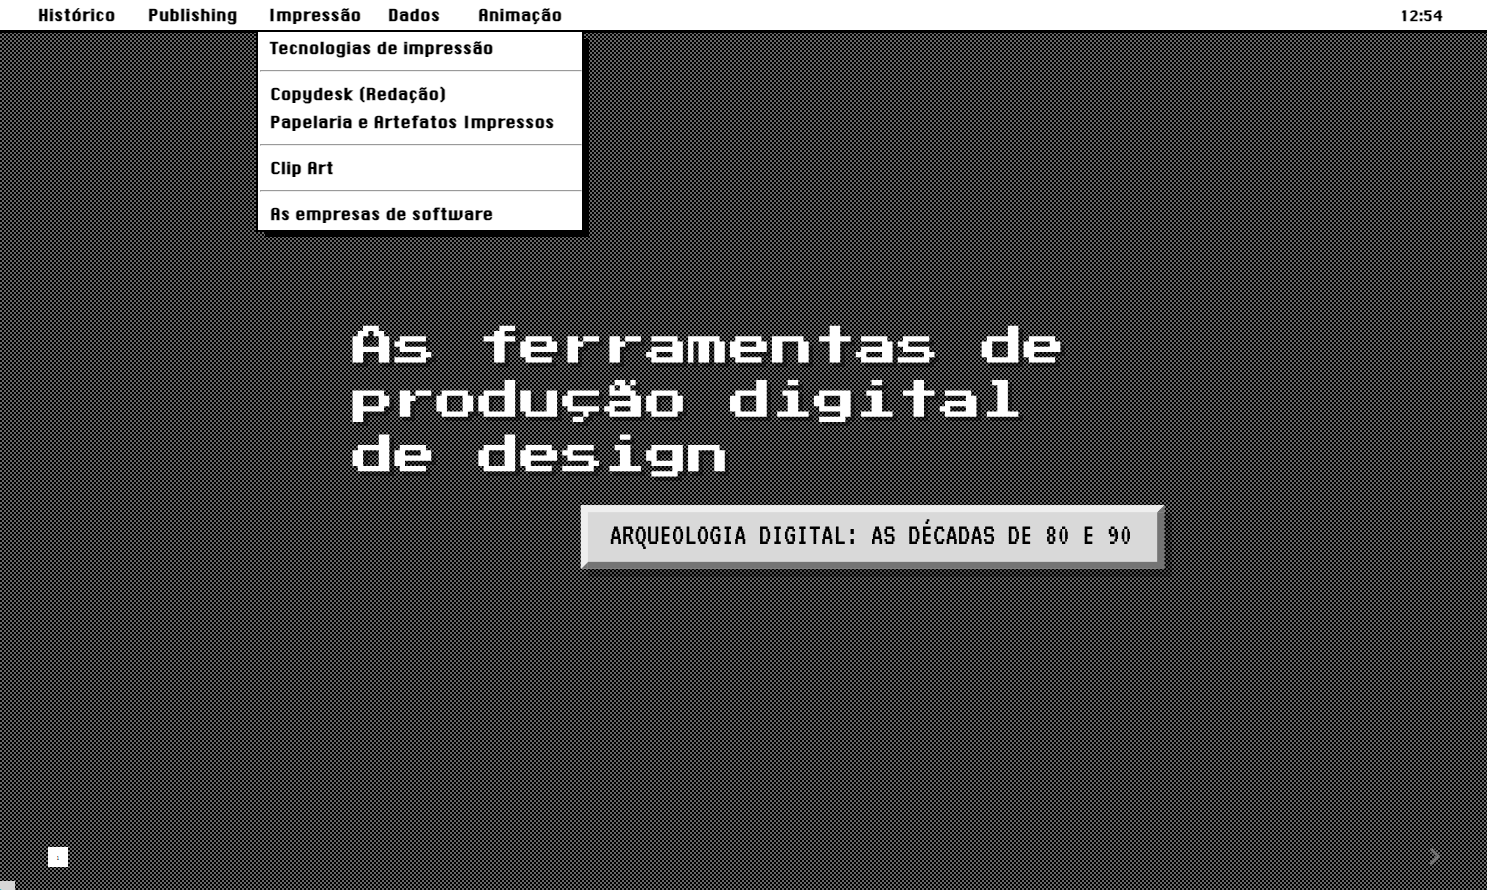 Histórico Publishing Impressão Dados Animação 12:54
Tecnologias de impressão
Copydesk (Redação)
Papelaria e Artefatos Impressos
Clip Art
As empresas de software
As ferramentas de
produção digital
de design
ARQUEOLOGIA DIGITAL: AS DÉCADAS DE 80 E 90